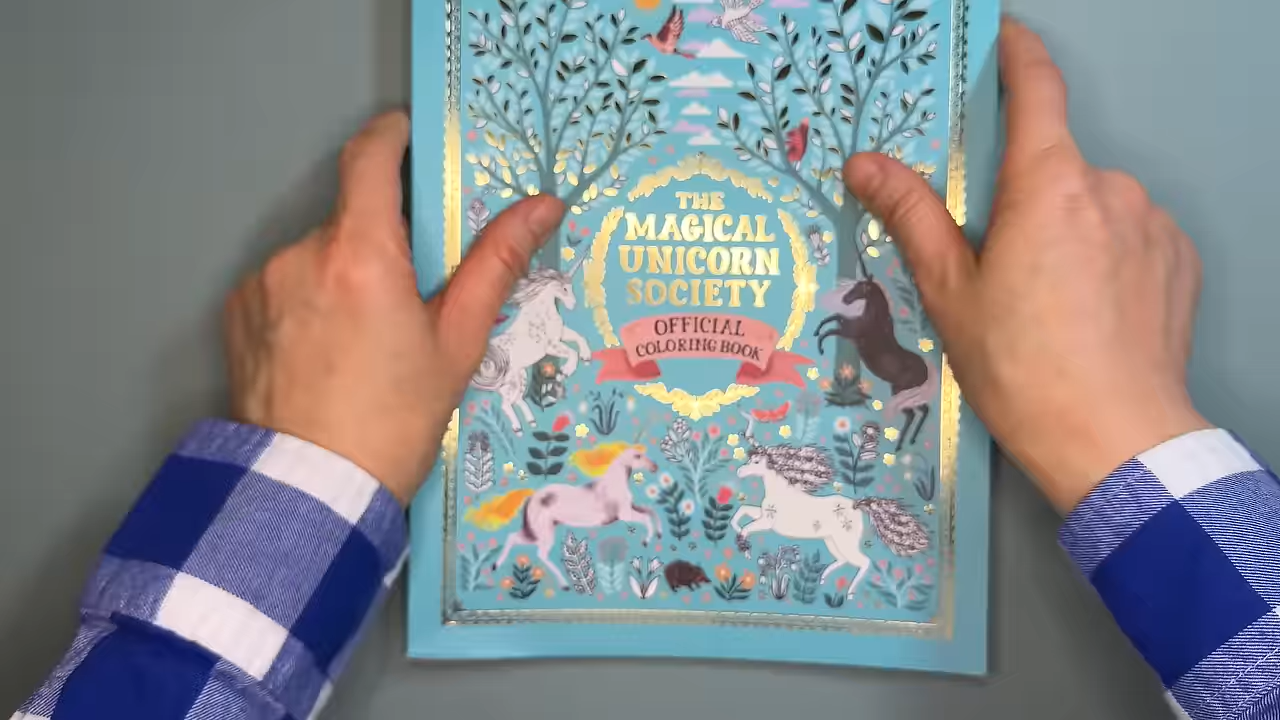 THE
MAGICAL
UNICORN
SOCIETY
OFFICIAL
COLORING BOOK